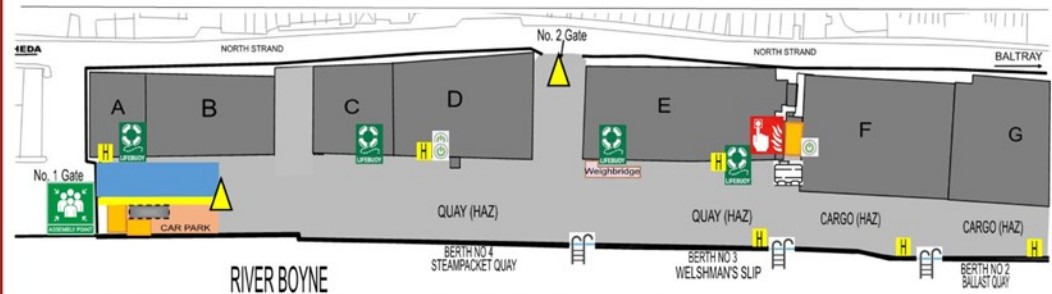 No. 2 Gate
HEDA
NORTH STRAND
NORTH STRAND
BALTRAY
A
B
C
D
E
F
G
H
LIFEBUOY
LIFEBUOY
H
LIFEBUOY
Weighbridge
H
LIFEBUOY
No. 1 Gate
ASSEMBLY POINT
CAR PARK
QUAY (HAZ)
QUAY (HAZ)
CARGO (HAZ)
CARGO (HAZ)
H
H
H
BERTH NO 4
STEAMPACKET QUAY
BERTH NO 3
WELSHMAN'S SLIP
BERTH NO 2
BALLAST QUAY
RIVER BOYNE